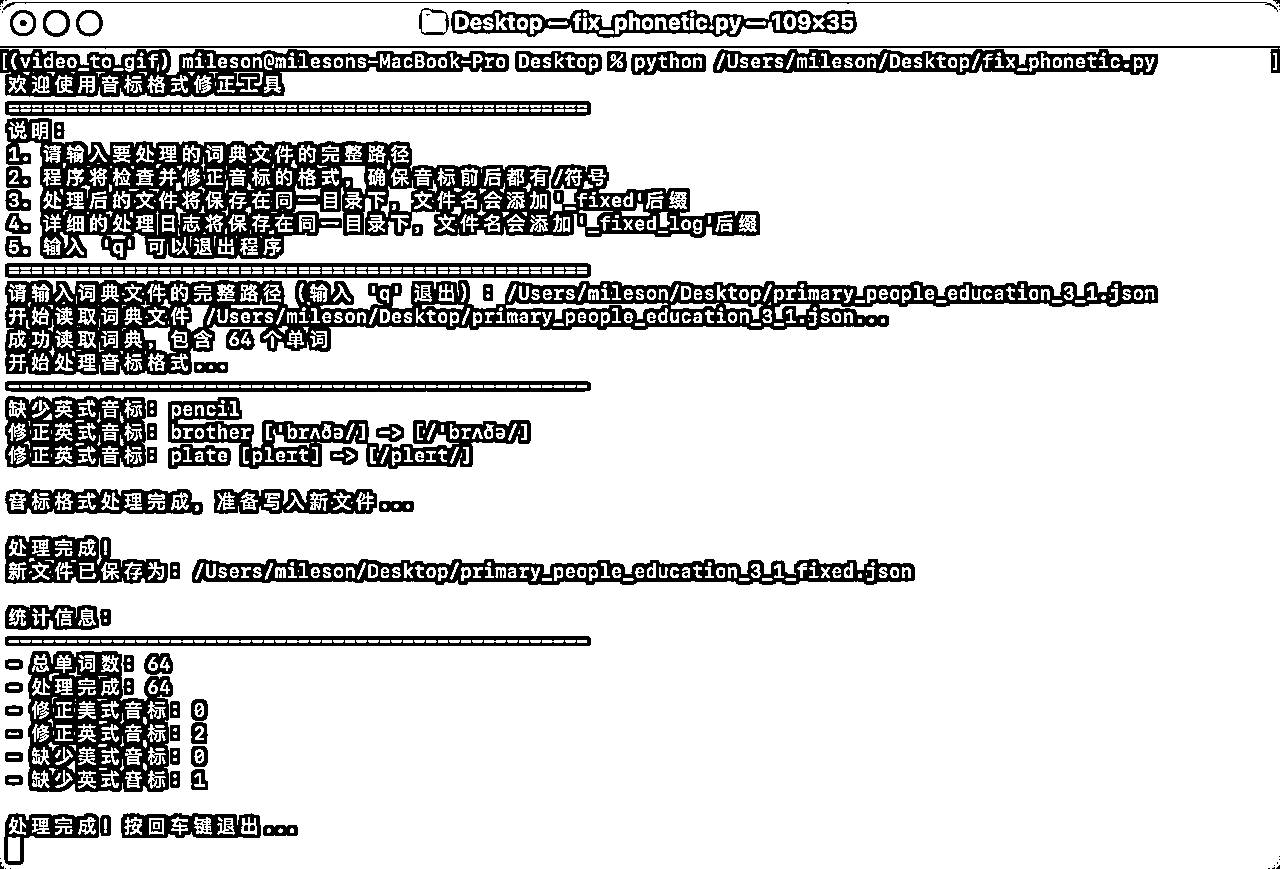 Desktop — fix_phonetic.py — 109×35
[(video_to_gif) mileson@milesons-MacBook-Pro Desktop % python /Users/mileson/Desktop/fix_phonetic.py ]
欢迎使用音标格式修正工具
==================================================
说明:
1. 请输入要处理的词典文件的完整路径
2. 程序将检查并修正音标的格式, 确保音标前后都有/符号
3. 处理后的文件将保存在同一目录下, 文件名会添加'_fixed'后缀
4. 详细的处理日志将保存在同一目录下, 文件名会添加'_fixed_log'后缀
5. 输入 'q' 可以退出程序
==================================================
请输入词典文件的完整路径 (输入 'q' 退出) : /Users/mileson/Desktop/primary_people_education_3_1.json
开始读取词典文件 /Users/mileson/Desktop/primary_people_education_3_1.json...
成功读取词典, 包含 64 个单词
开始处理音标格式...
==================================================
缺少英式音标: pencil
修正英式音标: brother [ˈbrʌðə/] -> [/ˈbrʌðə/]
修正英式音标: plate [pleɪt] -> [/pleɪt/]
音标格式处理完成, 准备写入新文件...
处理完成!
新文件已保存为: /Users/mileson/Desktop/primary_people_education_3_1_fixed.json
统计信息:
==================================================
- 总单词数: 64
- 处理完成: 64
- 修正美式音标: 0
- 修正英式音标: 2
- 缺少美式音标: 0
- 缺少英式音标: 1
处理完成! 按回车键退出...